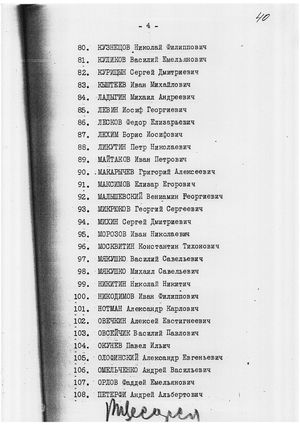 - 4 -
40
80. КУЗНЕЦОВ Николай Филиппович
81. КУЛИКОВ Василий Емельянович
82. КУРИЦЫН Сергей Дмитриевич
83. КЫШТЕЕВ Иван Михайлович
84. ЛАДЫГИН Михаил Андреевич
85. ЛЕВИН Иосиф Георгиевич
86. ЛЕСКОВ Федор Елизарьевич
87. ЛЕХИМ Борис Иосифович
88. ЛИКУТИН Петр Николаевич
89. МАЙТАКОВ Иван Петрович
90. МАКАРЫЧЕВ Григорий Алексеевич
91. МАКСИМОВ Елизар Егорович
92. МАЛЫШЕВСКИЙ Вениамин Георгиевич
93. МИКРЮКОВ Георгий Сергеевич
94. МИХИН Сергей Дмитриевич
95. МОРОЗОВ Иван Николаевич
96. МОСКВИТИН Константин Тихонович
97. МЯКУШКО Василий Савельевич
98. МЯКУШКО Михаил Савельевич
99. НИКИТИН Николай Никитич
100. НИКОДИМОВ Иван Филиппович
101. НОТМАН Александр Карлович
102. ОВЕЧКИН Алексей Евстигнеевич
103. ОВСЕЙЧИК Василий Павлович
104. ОКУНЕВ Павел Ильич
105. ОЛОФИНСКИЙ Александр Евгеньевич
106. ОМЕЛЬЧЕНКО Андрей Васильевич
107. ОРЛОВ Фаддей Емельянович
108. ПЕТЕРФИ Андрей Альбертович